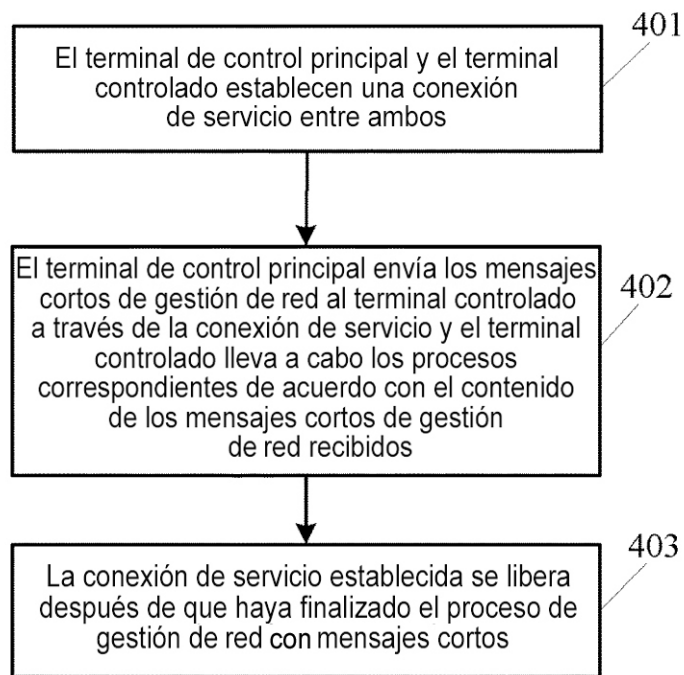 401
El terminal de control principal y el terminal
controlado establecen una conexión
de servicio entre ambos
402
El terminal de control principal envía los mensajes
cortos de gestión de red al terminal controlado
a través de la conexión de servicio y el terminal
controlado lleva a cabo los procesos
correspondientes de acuerdo con el contenido
de los mensajes cortos de gestión
de red recibidos
403
La conexión de servicio establecida se libera
después de que haya finalizado el proceso de
gestión de red con mensajes cortos